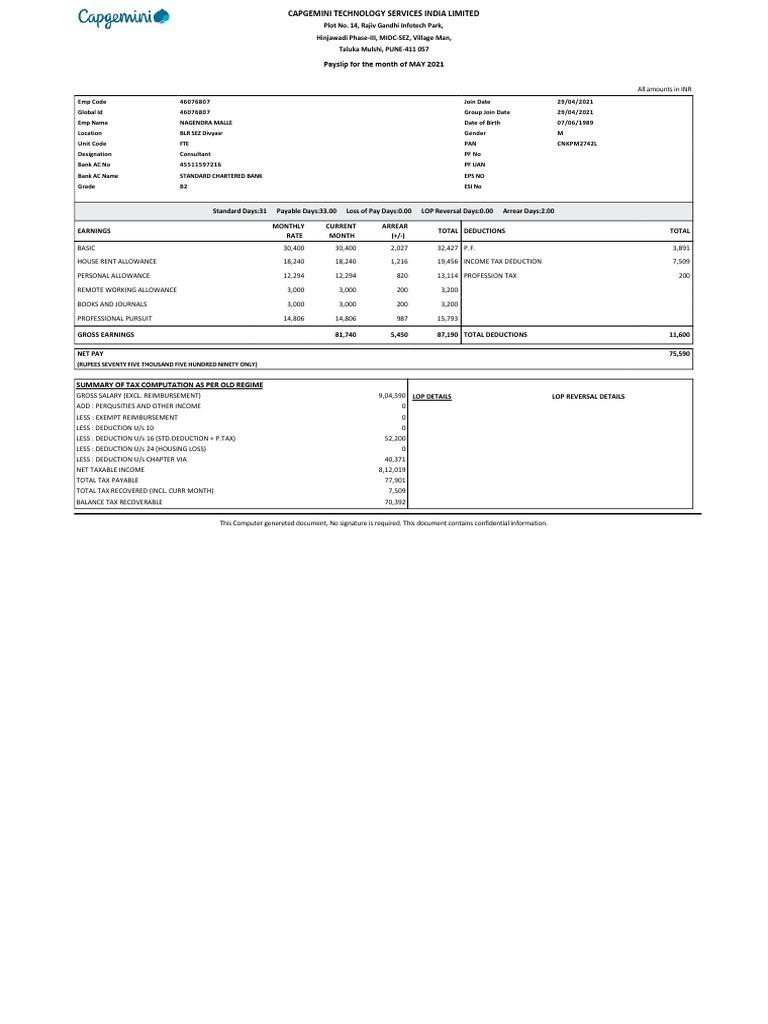 Capgemini
CAPGEMINI TECHNOLOGY SERVICES INDIA LIMITED
Plot No. 14, Rajiv Gandhi Infotech Park,
Hinjawadi Phase-III, MIDC-SEZ, Village Man,
Taluka Mulshi, PUNE-411 057
Payslip for the month of MAY 2021
All amounts in INR
Emp Code 46076807 Join Date 29/04/2021
Global Id 46076807 Group Join Date 29/04/2021
Emp Name NAGENDRA MALLE Date of Birth 07/06/1989
Location BLR SEZ Divyasr Gender M
Unit Code FTE PAN CNKPM2742L
Designation Consultant PF No
Bank AC No 45511597216 PF UAN
Bank AC Name STANDARD CHARTERED BANK EPS NO
Grade B2 ESI No
Standard Days:31 Payable Days:33.00 Loss of Pay Days:0.00 LOP Reversal Days:0.00 Arrear Days:2.00
EARNINGS MONTHLY RATE CURRENT MONTH ARREAR (+/-) TOTAL DEDUCTIONS TOTAL
BASIC 30,400 30,400 2,027 32,427 P.F. 3,891
HOUSE RENT ALLOWANCE 18,240 18,240 1,216 19,456 INCOME TAX DEDUCTION 7,509
PERSONAL ALLOWANCE 12,294 12,294 820 13,114 PROFESSION TAX 200
REMOTE WORKING ALLOWANCE 3,000 3,000 200 3,200
BOOKS AND JOURNALS 3,000 3,000 200 3,200
PROFESSIONAL PURSUIT 14,806 14,806 987 15,793
GROSS EARNINGS 81,740 5,450 87,190 TOTAL DEDUCTIONS 11,600
NET PAY 75,590
(RUPEES SEVENTY FIVE THOUSAND FIVE HUNDRED NINETY ONLY)
SUMMARY OF TAX COMPUTATION AS PER OLD REGIME
GROSS SALARY (EXCL. REIMBURSEMENT) 9,04,590 LOP DETAILS LOP REVERSAL DETAILS
ADD : PERQUSITIES AND OTHER INCOME 0
LESS : EXEMPT REIMBURSEMENT 0
LESS : DEDUCTION U/s 10 0
LESS : DEDUCTION U/s 16 (STD.DEDUCTION + P.TAX) 52,200
LESS : DEDUCTION U/s 24 (HOUSING LOSS) 0
LESS : DEDUCTION U/s CHAPTER VIA 40,371
NET TAXABLE INCOME 8,12,019
TOTAL TAX PAYABLE 77,901
TOTAL TAX RECOVERED (INCL. CURR MONTH) 7,509
BALANCE TAX RECOVERABLE 70,392
This Computer genereted document, No signature is required. This document contains confidential information.